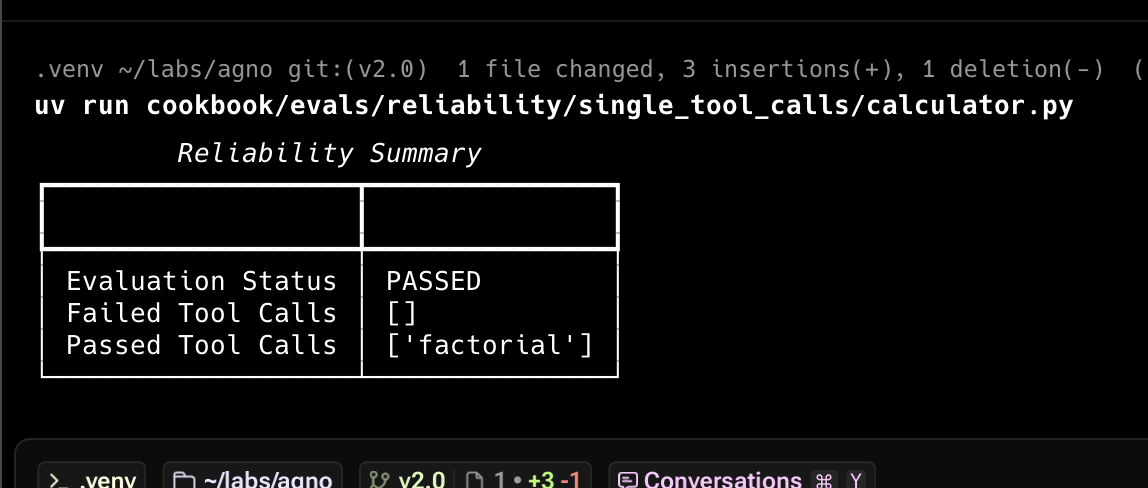 .venv ~/labs/agno git:(v2.0)  1 file changed, 3 insertions(+), 1 deletion(-)  (
uv run cookbook/evals/reliability/single_tool_calls/calculator.py
Reliability Summary
Evaluation Status PASSED
Failed Tool Calls []
Passed Tool Calls ['factorial']
>_ .venv ~/labs/agno v2.0 1 • +3 -1 Conversations ⌘ Y